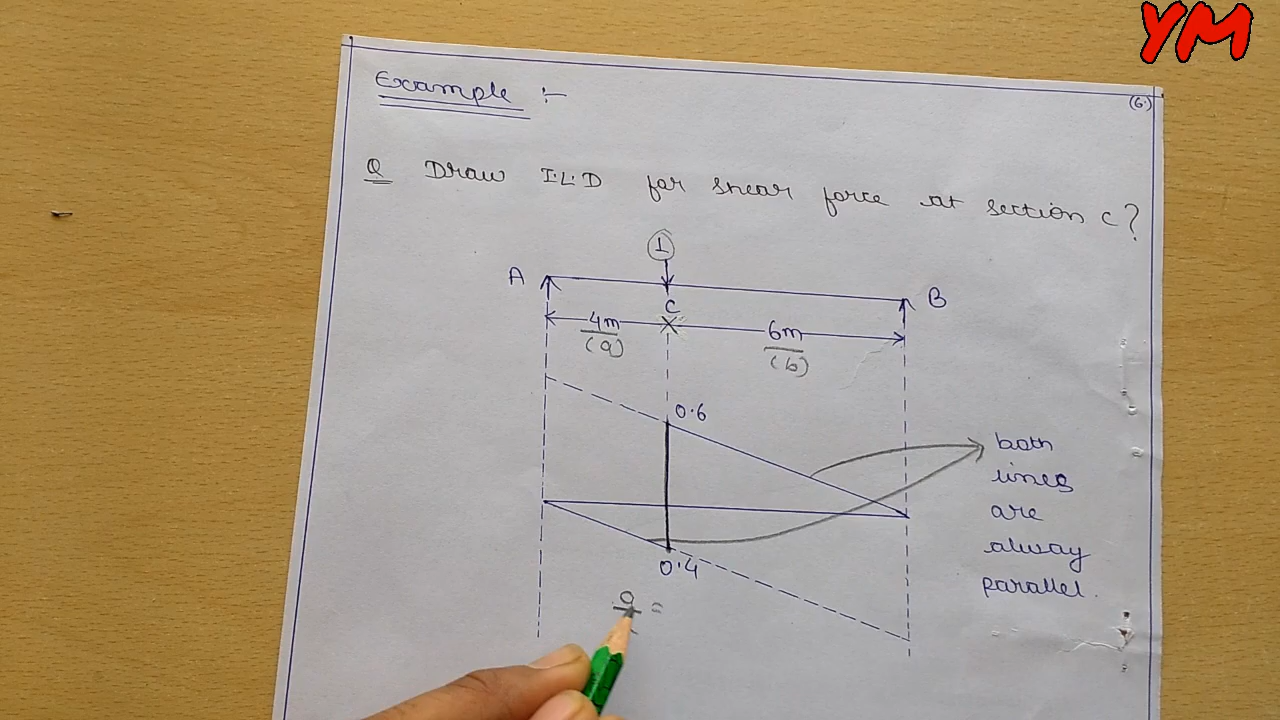 YM
(6.)
Example :-
Q Draw I.L.D for shear force at section C?
1
A
C
B
4m
(a)
6m
(b)
0.6
both
lines
are
alway
parallel.
0.4
a
=